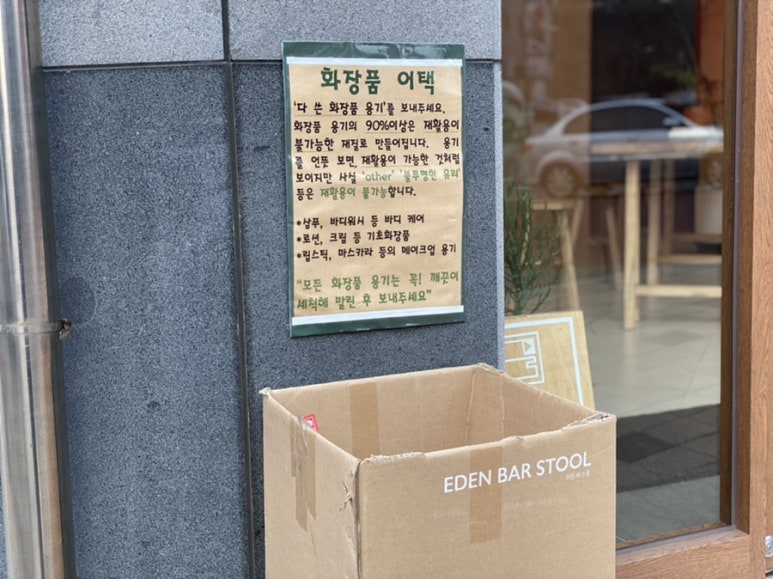 화장품 어택
'다 쓴 화장품 용기'를 보내주세요.
화장품 용기의 90%이상은 재활용이
불가능한 재질로 만들어집니다. 용기
를 언뜻 보면, 재활용이 가능한 것처럼
보이지만 사실 'other' '불투명한 유리'
등은 재활용이 불가능합니다.
*샴푸, 바디워시 등 바디 케어
*로션, 크림 등 기초화장품
*립스틱, 마스카라 등의 메이크업 용기
"모든 화장품 용기는 꼭! 깨끗이
세척해 말린 후 보내주세요"
EDEN BAR STOOL